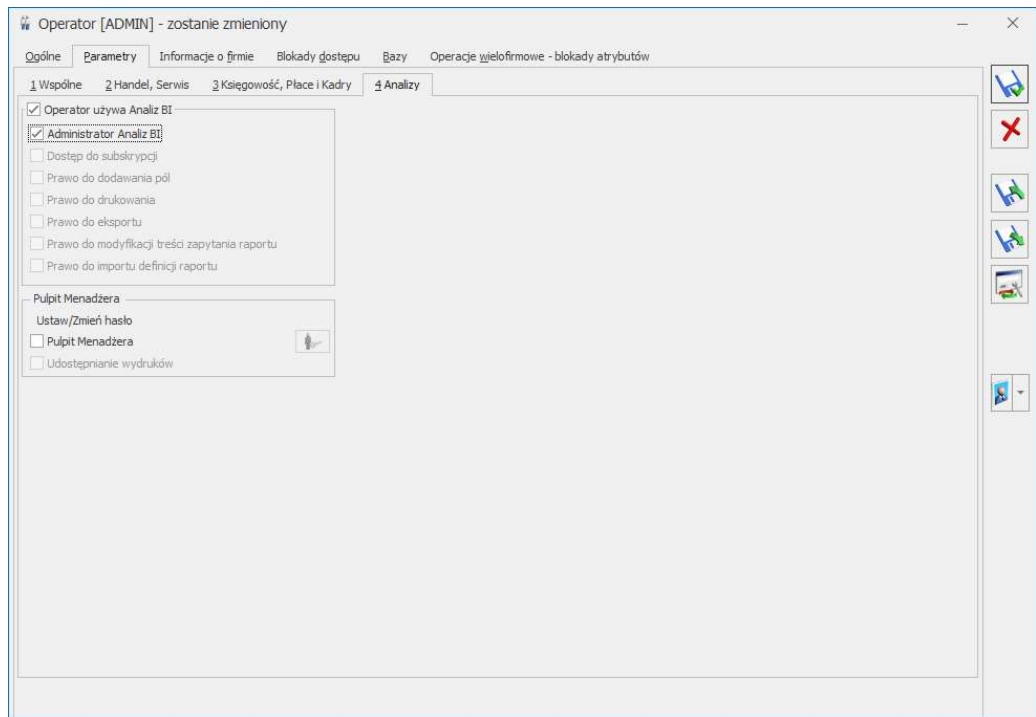 Operator [ADMIN] - zostanie zmieniony
Ogólne Parametry Informacje o firmie Blokady dostępu Bazy Operacje wielofirmowe - blokady atrybutów
1 Wspólne 2 Handel, Serwis 3 Księgowość, Płace i Kadry 4 Analizy
Operator używa Analiz BI
Administrator Analiz BI
Dostęp do subskrypcji
Prawo do dodawania pól
Prawo do drukowania
Prawo do eksportu
Prawo do modyfikacji treści zapytania raportu
Prawo do importu definicji raportu
Pulpit Menadżera
Ustaw/Zmień hasło
Pulpit Menadżera
Udostępnianie wydruków